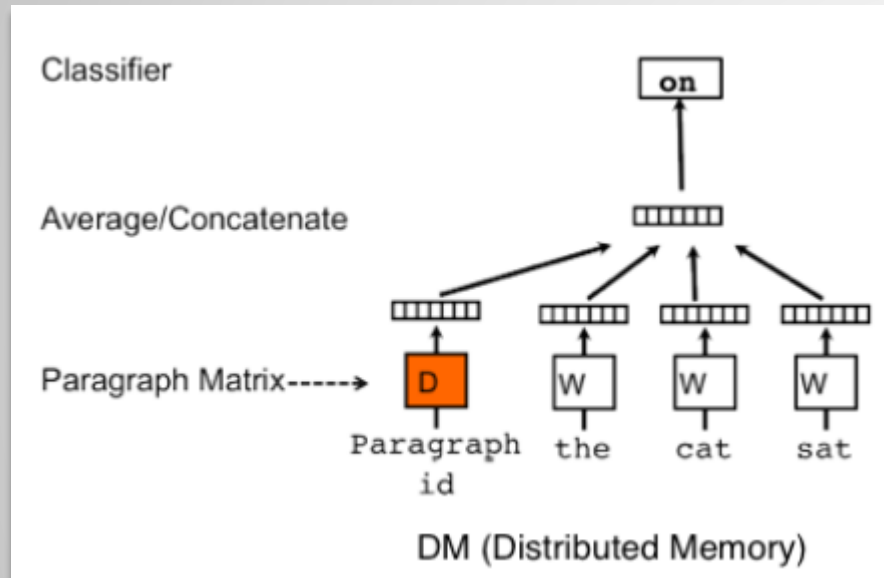 Classifier
on
Average/Concatenate
Paragraph Matrix
D
W
W
W
Paragraph
id
the
cat
sat
DM (Distributed Memory)